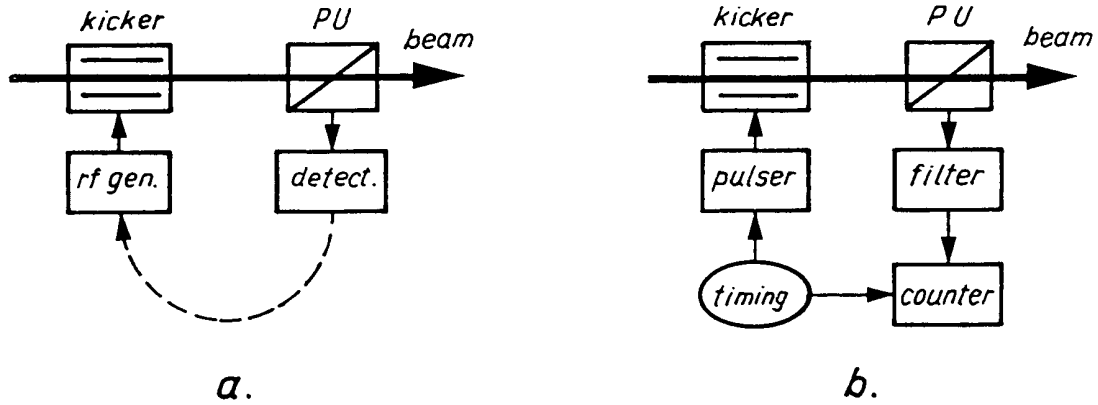 kicker
PU
beam
rf gen.
detect.
a.
kicker
PU
beam
pulser
filter
timing
counter
b.